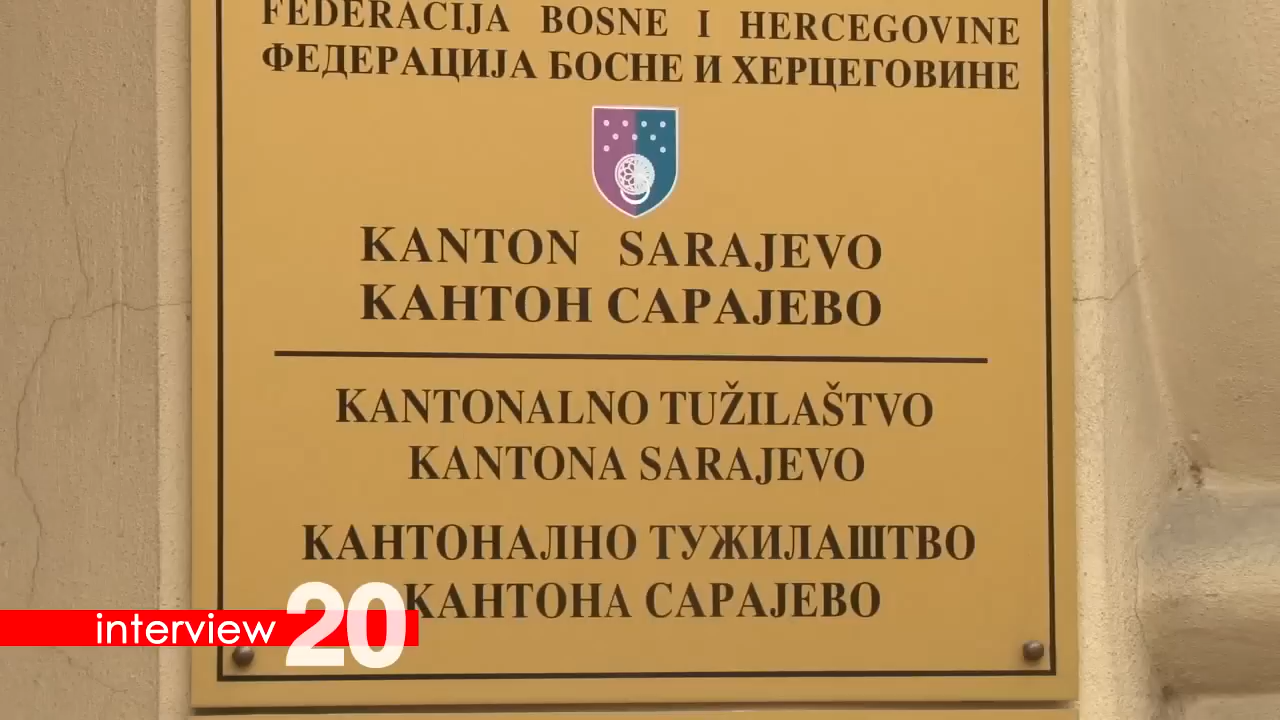 FEDERACIJA BOSNE I HERCEGOVINE
ФЕДЕРАЦИЈА БОСНЕ И ХЕРЦЕГОВИНЕ
KANTON SARAJEVO
КАНТОН САРАЈЕВО
KANTONALNO TUŽILAŠTVO
KANTONA SARAJEVO
КАНТОНАЛНО ТУЖИЛАШТВО
КАНТОНА САРАЈЕВО
interview 20